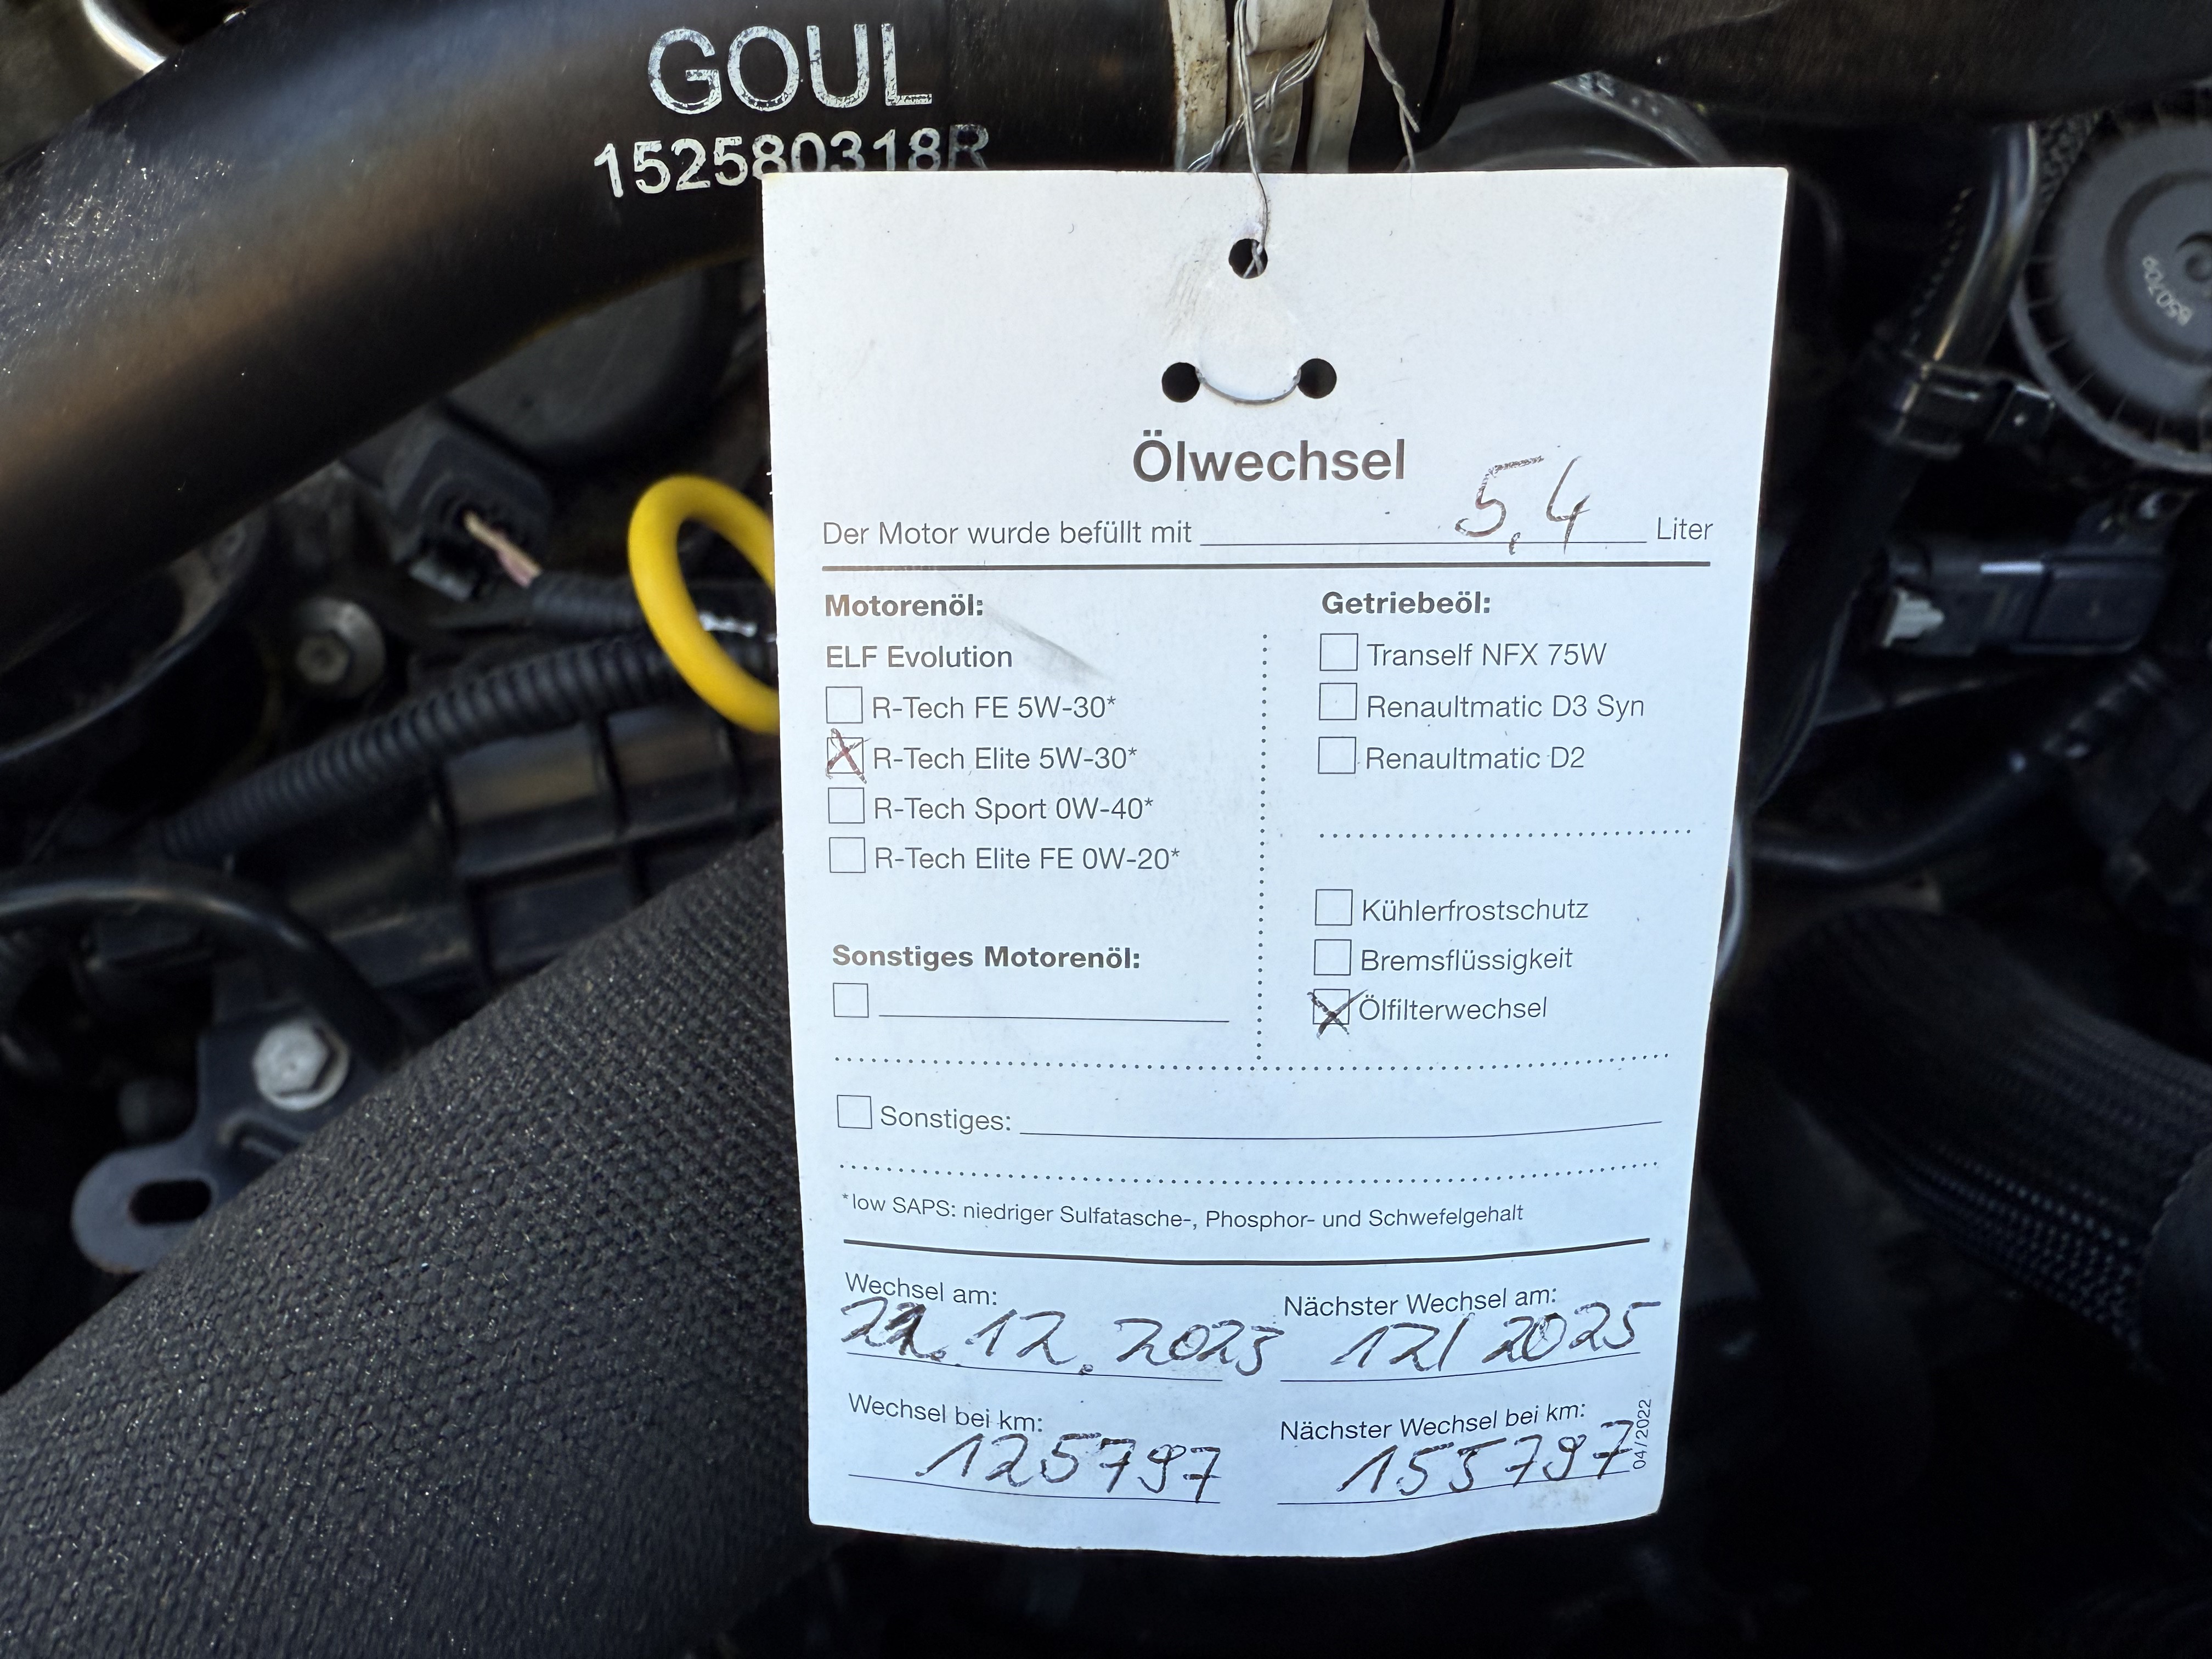 GOUL
152580318R
Ölwechsel
Der Motor wurde befüllt mit 5,4 Liter
Motorenöl:
ELF Evolution
R-Tech FE 5W-30*
X R-Tech Elite 5W-30*
R-Tech Sport 0W-40*
R-Tech Elite FE 0W-20*
Sonstiges Motorenöl:
Getriebeöl:
Tranself NFX 75W
Renaultmatic D3 Syn
Renaultmatic D2
Kühlerfrostschutz
Bremsflüssigkeit
X Ölfilterwechsel
Sonstiges:
*low SAPS: niedriger Sulfatasche-, Phosphor- und Schwefelgehalt
Wechsel am:
12.2023
Nächster Wechsel am:
12/2025
Wechsel bei km:
125797
Nächster Wechsel bei km:
155797
04/2022